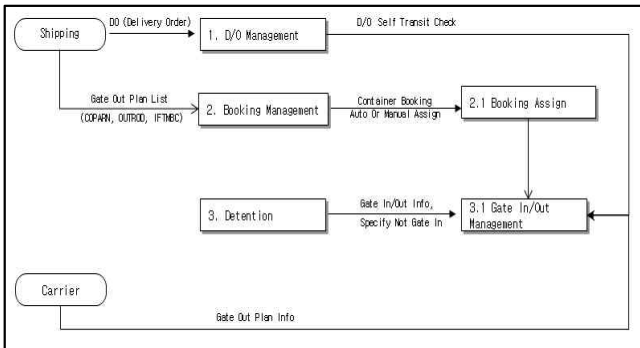 DO (Delivery Order)
D/O Self Transit Check
Shipping
1. D/O Management
Gate Out Plan List
(COPARN, OUTROD, IFTMBC)
2. Booking Management
Container Booking
Auto Or Manual Assign
2.1 Booking Assign
3. Detention
Gate In/Out Info,
Specify Not Gate In
3.1 Gate In/Out
Management
Carrier
Gate Out Plan Info